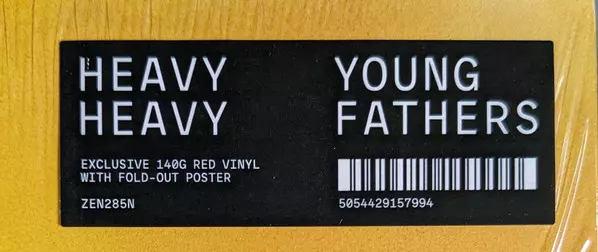 HEAVY
HEAVY
EXCLUSIVE 140G RED VINYL
WITH FOLD-OUT POSTER
ZEN285N
YOUNG
FATHERS
5054429157994